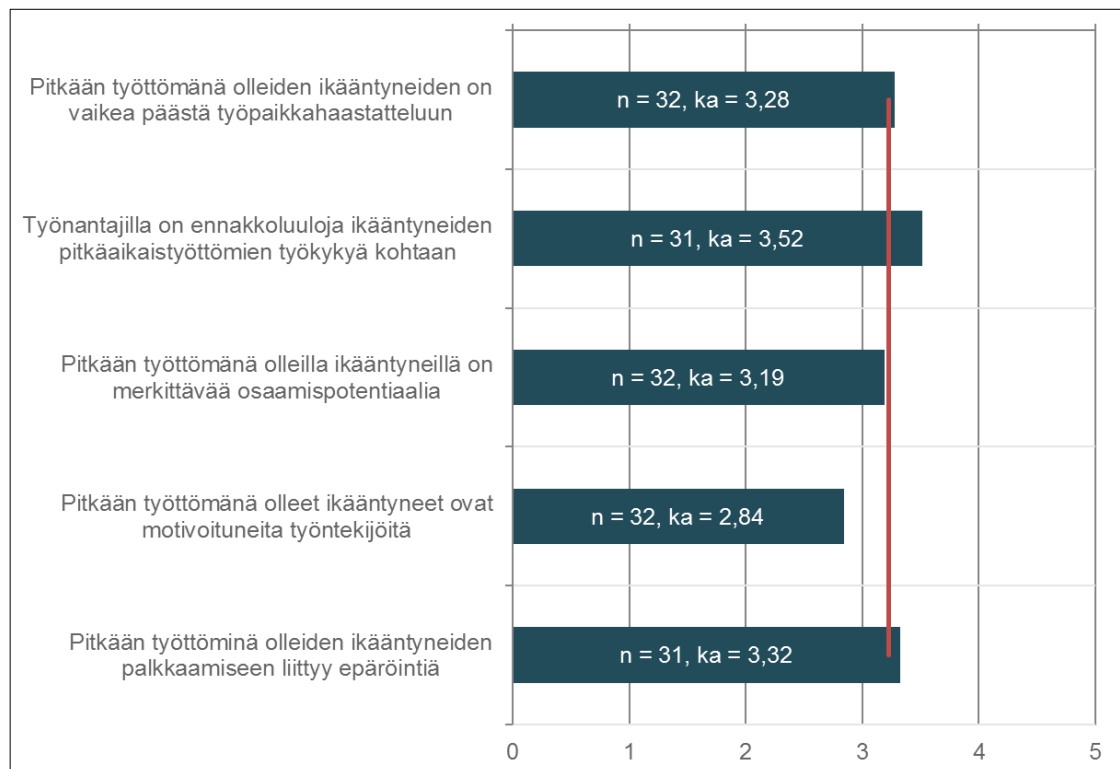 Pitkään työttömänä olleiden ikääntyneiden on
vaikea päästä työpaikkahaastatteluun
n = 32, ka = 3,28
Työnantajilla on ennakkoluuloja ikääntyneiden
pitkäaikaistyöttömien työkykyä kohtaan
n = 31, ka = 3,52
Pitkään työttömänä olleilla ikääntyneillä on
merkittävää osaamispotentiaalia
n = 32, ka = 3,19
Pitkään työttömänä olleet ikääntyneet ovat
motivoituneita työntekijöitä
n = 32, ka = 2,84
Pitkään työttöminä olleiden ikääntyneiden
palkkaamiseen liittyy epäröintiä
n = 31, ka = 3,32
0 1 2 3 4 5